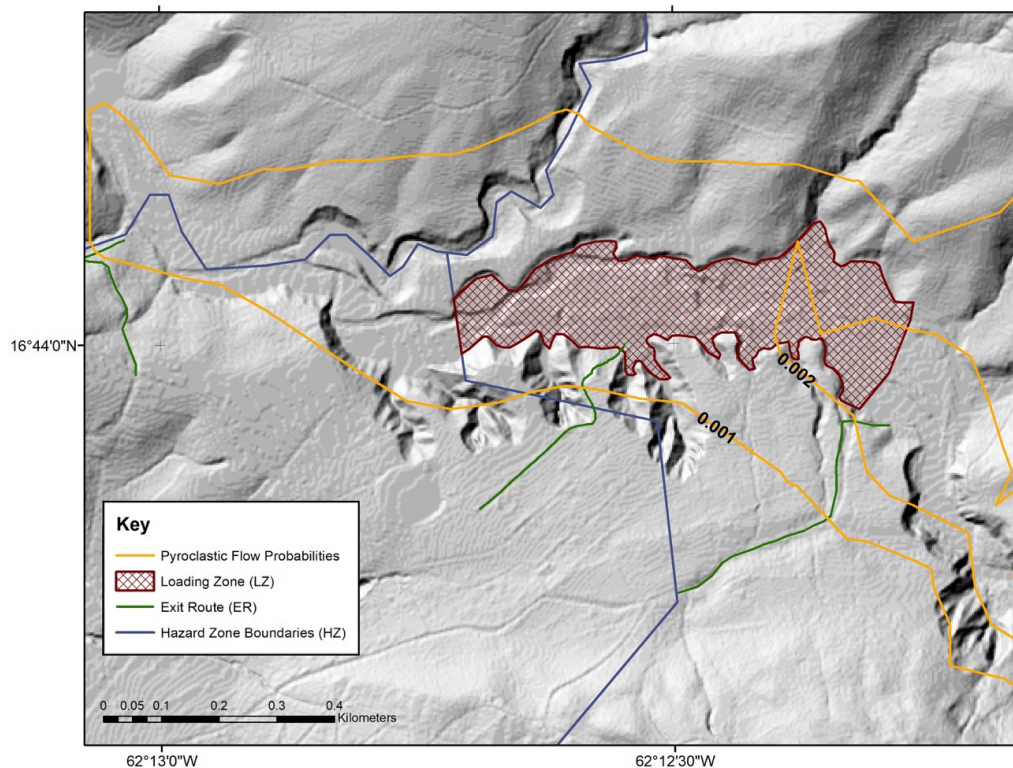 16°44'0"N
0.002
0.001
Key
Pyroclastic Flow Probabilities
Loading Zone (LZ)
Exit Route (ER)
Hazard Zone Boundaries (HZ)
0 0.05 0.1 0.2 0.3 0.4
Kilometers
62°13'0"W 62°12'30"W